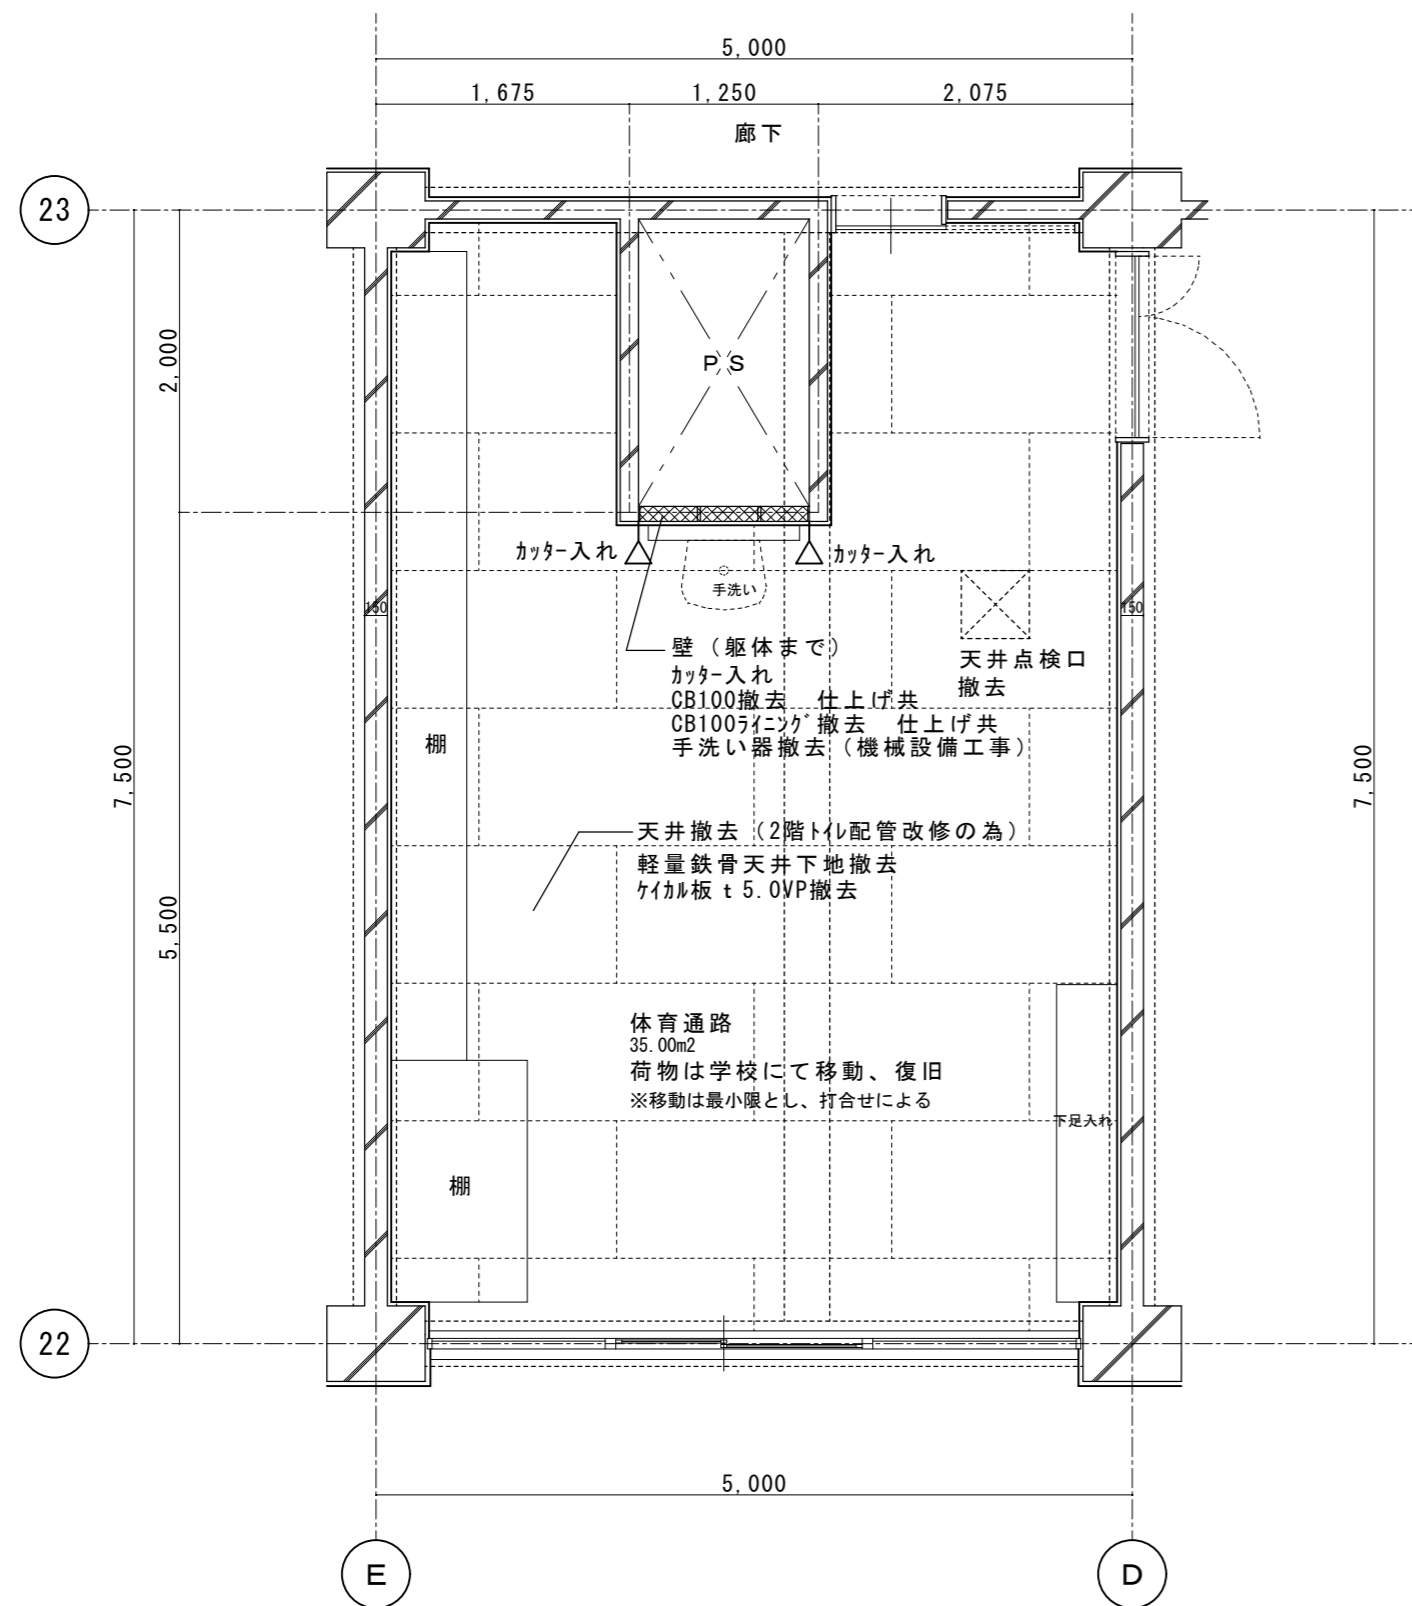 5,000
1,675
1,250
2,075
廊下
23
PS
2,000
カッター入れ
カッター入れ
手洗い
150
150
壁（躯体まで）
カッター入れ
CB100撤去　仕上げ共
CB100ﾗｲﾆﾝｸﾞ撤去　仕上げ共
手洗い器撤去（機械設備工事）
天井点検口
撤去
棚
7,500
7,500
天井撤去（2階ﾄｲﾚ配管改修の為）
軽量鉄骨天井下地撤去
ｹｲｶﾙ板 t 5.0VP撤去
5,500
体育通路
35.00m2
荷物は学校にて移動、復旧
※移動は最小限とし、打合せによる
下足入れ
棚
22
5,000
E
D